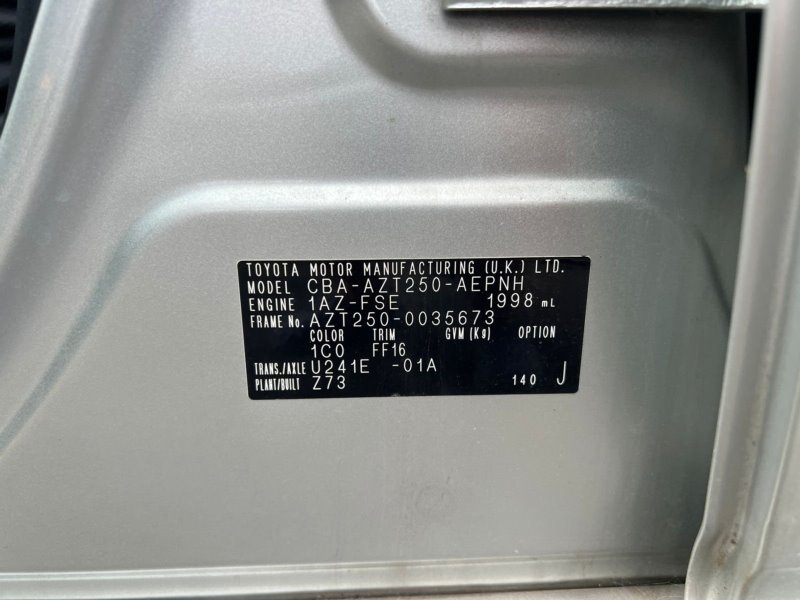 TOYOTA MOTOR MANUFACTURING (U.K.) LTD.
MODEL CBA-AZT250-AEPNH
ENGINE 1AZ-FSE 1998 mL
FRAME No. AZT250-0035673
COLOR TRIM GVM (Kg) OPTION
1C0 FF16
TRANS./AXLE U241E -01A
PLANT/BUILT Z73 140 J